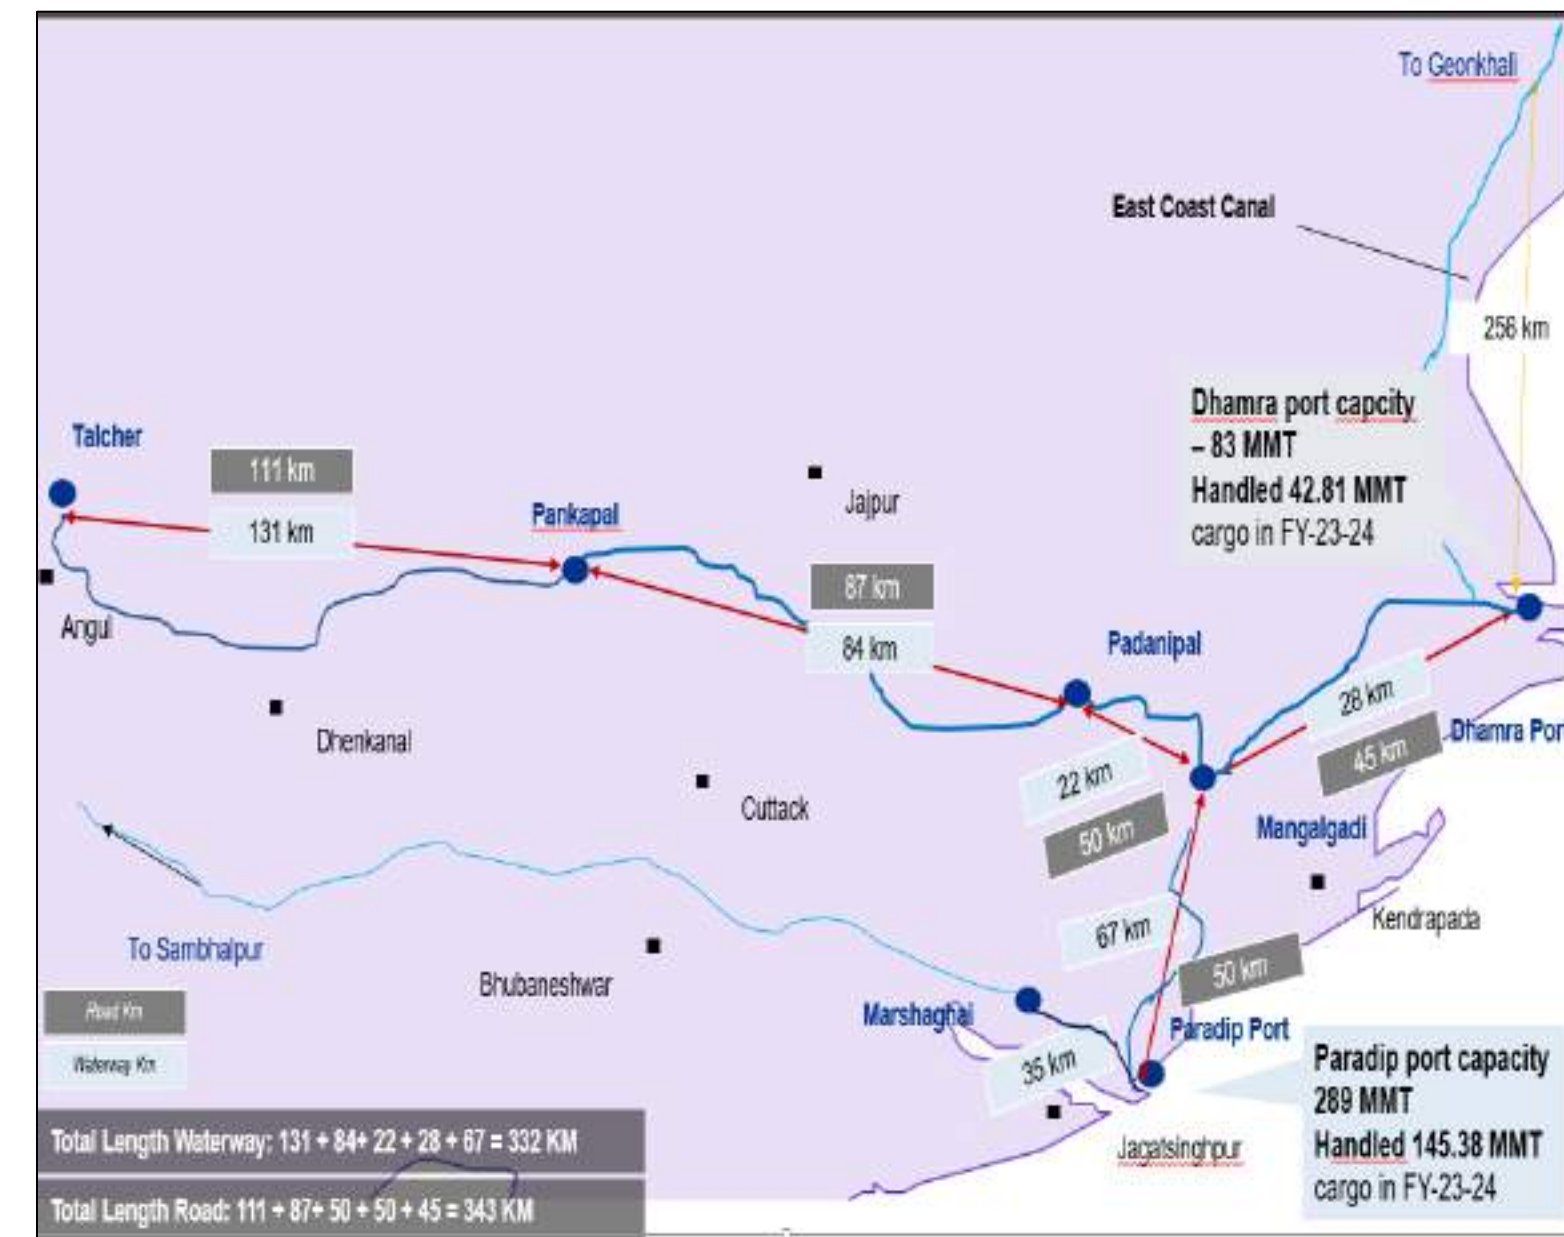 To Geonkhali
East Coast Canal
256 km
Dhamra port capcity
– 83 MMT
Handled 42.81 MMT
cargo in FY-23-24
Talcher
111 km
131 km
Pankapal
Jajpur
Angul
87 km
84 km
Padanipal
Dhenkanal
28 km
45 km
Dhamra Por
22 km
50 km
Cuttack
Mangalgadi
Kendrapada
67 km
50 km
To Sambhalpur
Bhubaneshwar
Marshaghai
Paradip Port
35 km
Jagatsinghpur
Road Km
Waterway Km
Paradip port capacity
289 MMT
Handled 145.38 MMT
cargo in FY-23-24
Total Length Waterway: 131 + 84+ 22 + 28 + 67 = 332 KM
Total Length Road: 111 + 87+ 50 + 50 + 45 = 343 KM